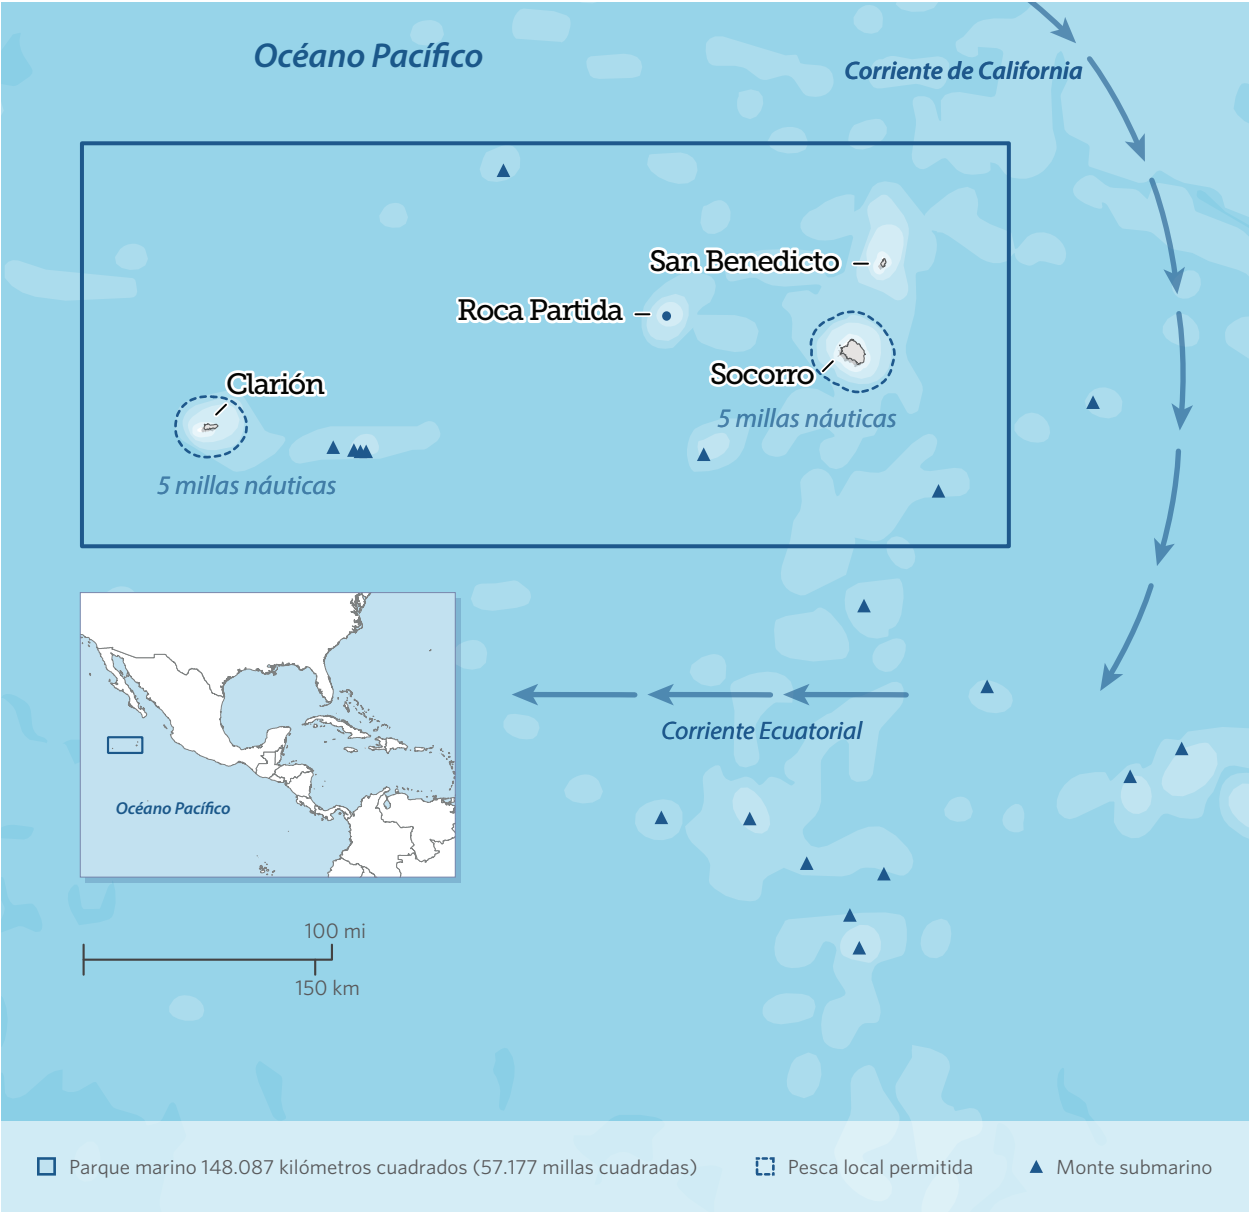 Océano Pacífico
Corriente de California
San Benedicto
Roca Partida
Socorro
5 millas náuticas
Clarión
5 millas náuticas
Corriente Ecuatorial
Océano Pacífico
100 mi
150 km
Parque marino 148.087 kilómetros cuadrados (57.177 millas cuadradas)
Pesca local permitida
Monte submarino